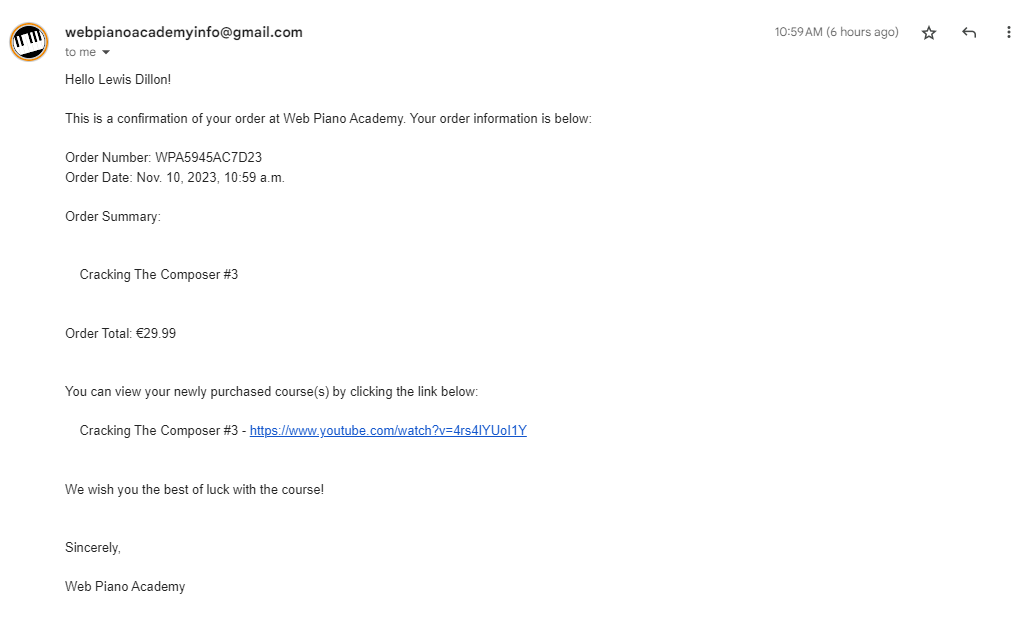 webpianoacademyinfo@gmail.com
10:59 AM (6 hours ago)
to me
Hello Lewis Dillon!
This is a confirmation of your order at Web Piano Academy. Your order information is below:
Order Number: WPA5945AC7D23
Order Date: Nov. 10, 2023, 10:59 a.m.
Order Summary:
Cracking The Composer #3
Order Total: €29.99
You can view your newly purchased course(s) by clicking the link below:
Cracking The Composer #3 - https://www.youtube.com/watch?v=4rs4IYUoI1Y
We wish you the best of luck with the course!
Sincerely,
Web Piano Academy